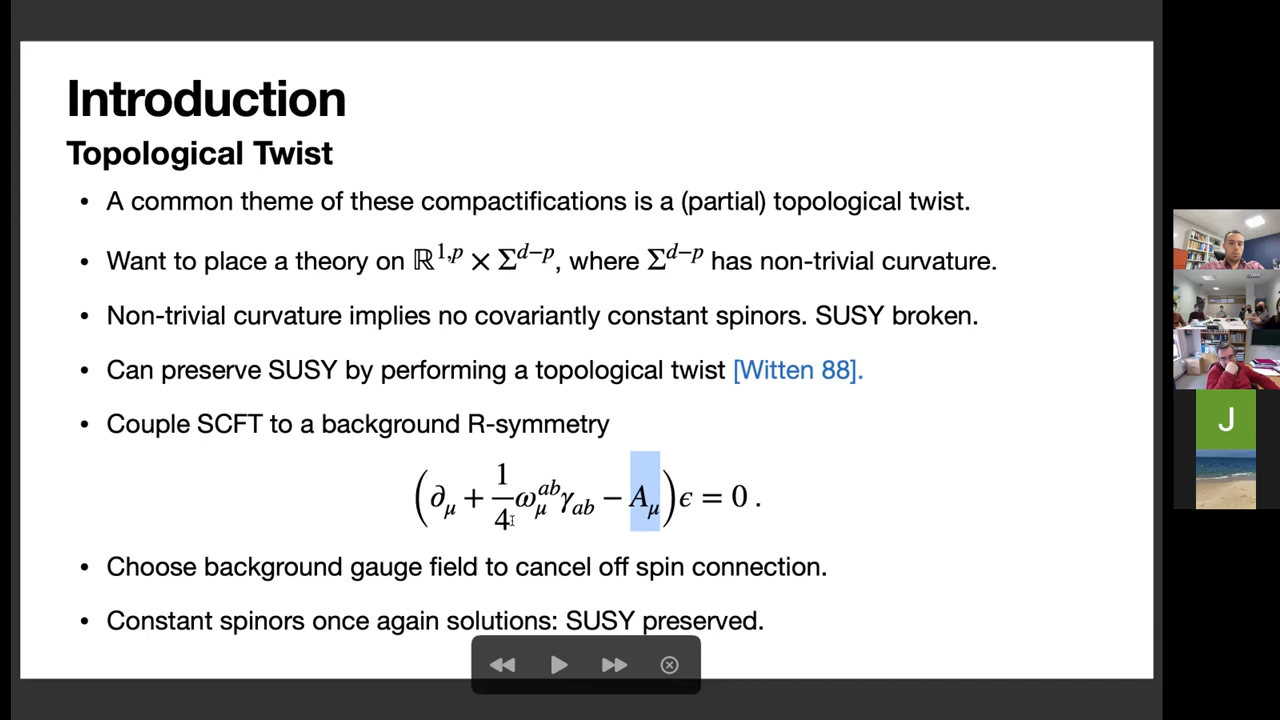 Introduction
Topological Twist
• A common theme of these compactifications is a (partial) topological twist.
• Want to place a theory on ℝ^{1,p} × Σ^{d−p}, where Σ^{d−p} has non-trivial curvature.
• Non-trivial curvature implies no covariantly constant spinors. SUSY broken.
• Can preserve SUSY by performing a topological twist [Witten 88].
• Couple SCFT to a background R-symmetry
(∂_μ + \frac{1}{4} ω_μ^{ab} γ_{ab} − A_μ) ϵ = 0 .
• Choose background gauge field to cancel off spin connection.
• Constant spinors once again solutions: SUSY preserved.
J